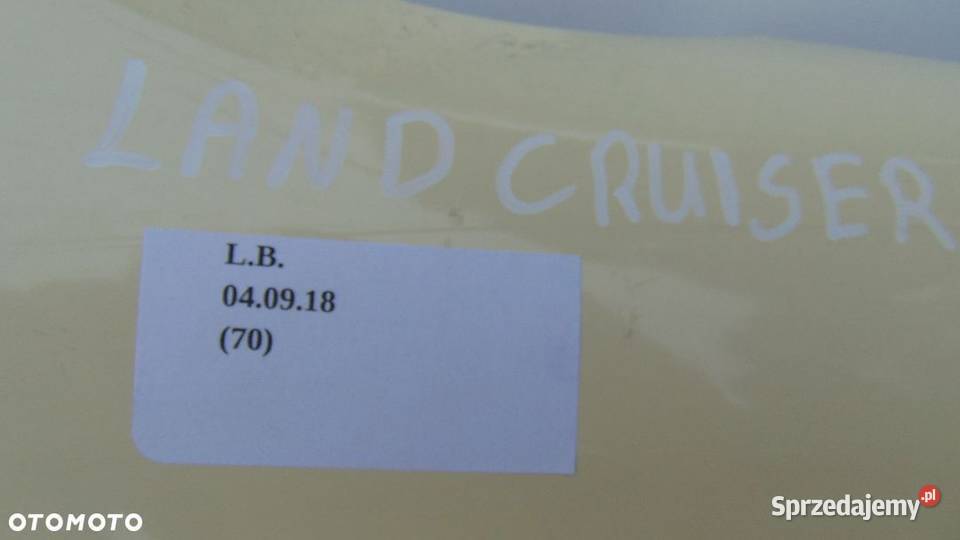 LAND CRUISER
L.B.
04.09.18
(70)
OTOMOTO
Sprzedajemy.pl